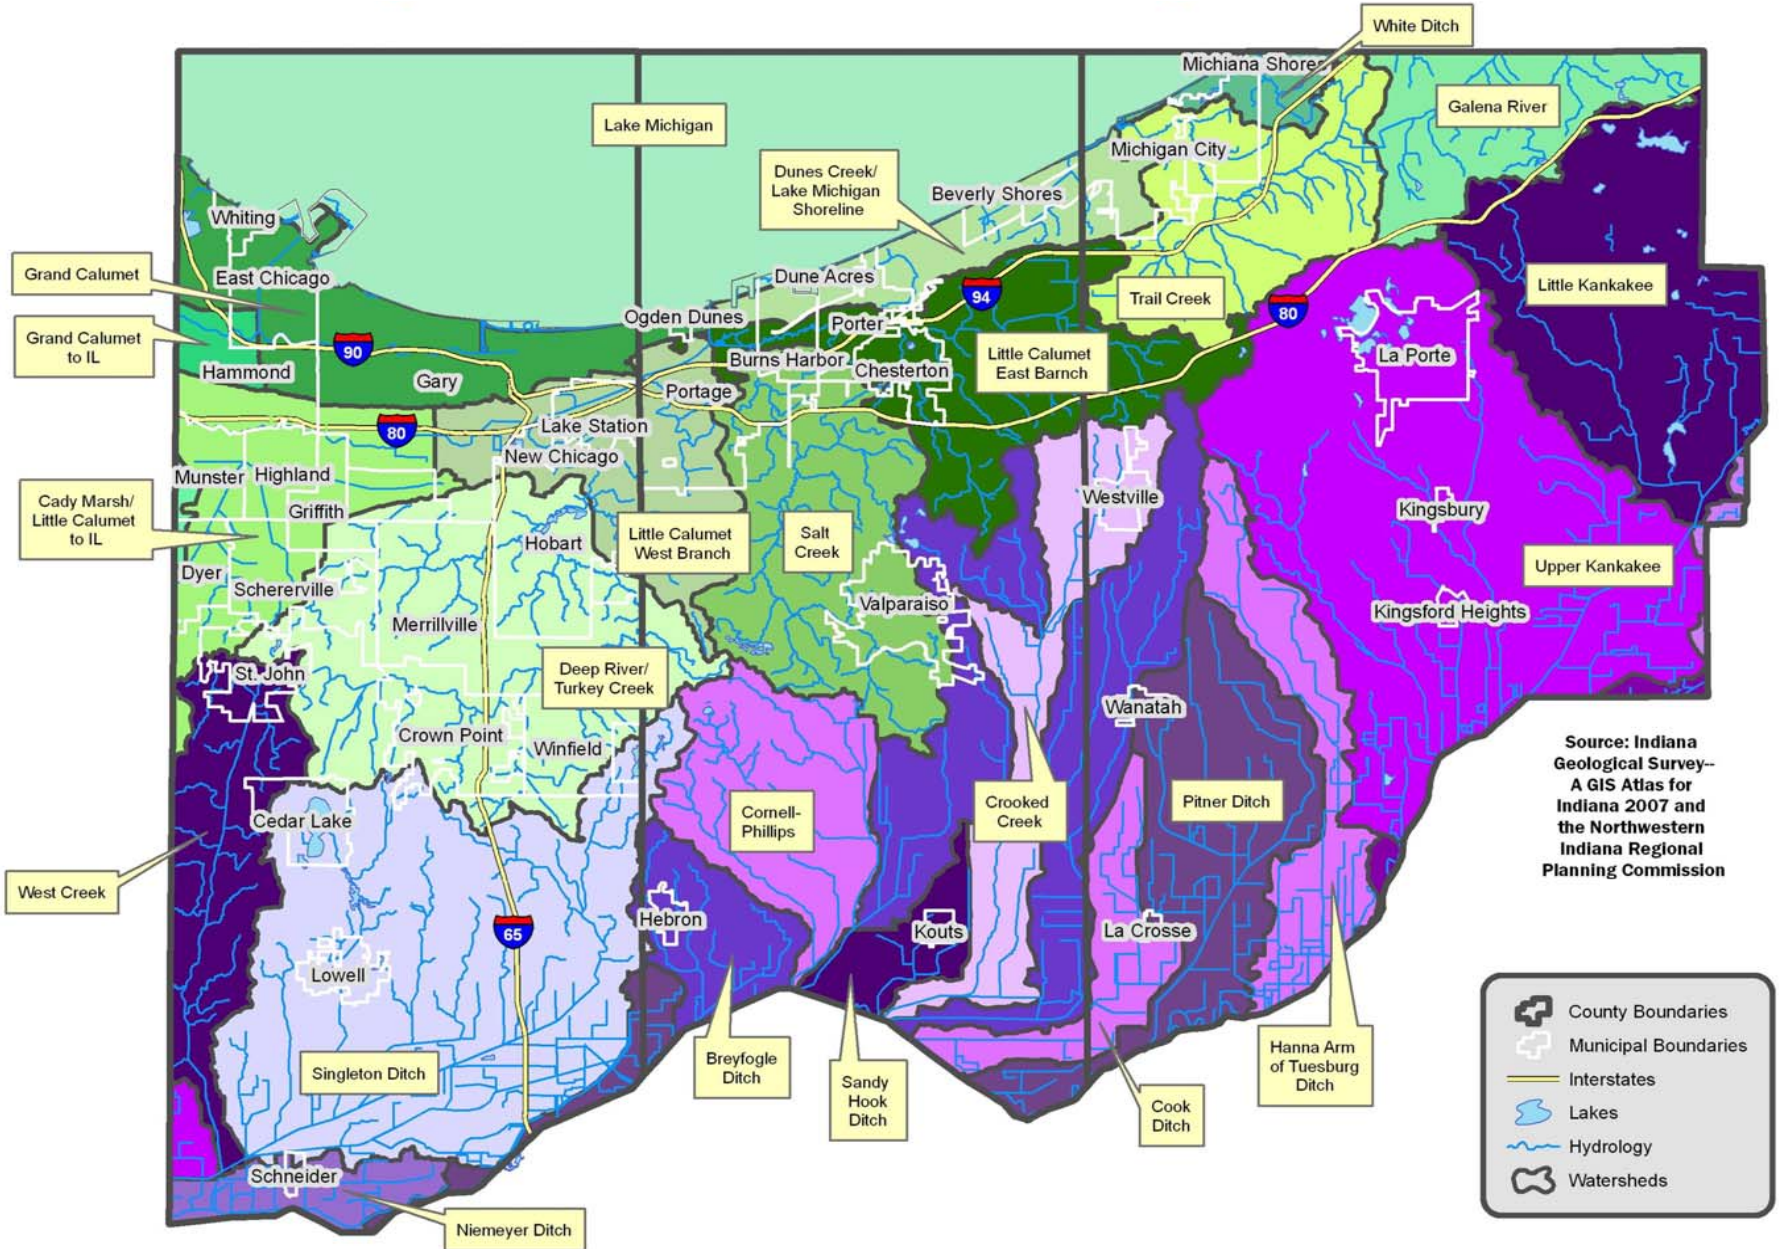 White Ditch
Michiana Shores
Galena River
Lake Michigan
Michigan City
Dunes Creek/
Lake Michigan
Shoreline
Beverly Shores
Whiting
Grand Calumet
East Chicago
Dune Acres
94
Trail Creek
80
Little Kankakee
Ogden Dunes
Porter
Grand Calumet
to IL
90
Hammond
Gary
Burns Harbor
Chesterton
Little Calumet
East Barnch
La Porte
Portage
80
Lake Station
New Chicago
Munster
Highland
Griffith
Cady Marsh/
Little Calumet
to IL
Hobart
Little Calumet
West Branch
Salt
Creek
Westville
Kingsbury
Upper Kankakee
Dyer
Schererville
Merrillville
Valparaiso
Kingsford Heights
St. John
Deep River/
Turkey Creek
Wanatah
Crown Point
Winfield
Source: Indiana
Geological Survey--
A GIS Atlas for
Indiana 2007 and
the Northwestern
Indiana Regional
Planning Commission
Cedar Lake
Cornell-
Phillips
Crooked
Creek
Pitner Ditch
West Creek
65
Hebron
Kouts
La Crosse
Lowell
Singleton Ditch
Breyfogle
Ditch
Sandy
Hook
Ditch
Cook
Ditch
Hanna Arm
of Tuesburg
Ditch
Schneider
Niemeyer Ditch
County Boundaries
Municipal Boundaries
Interstates
Lakes
Hydrology
Watersheds